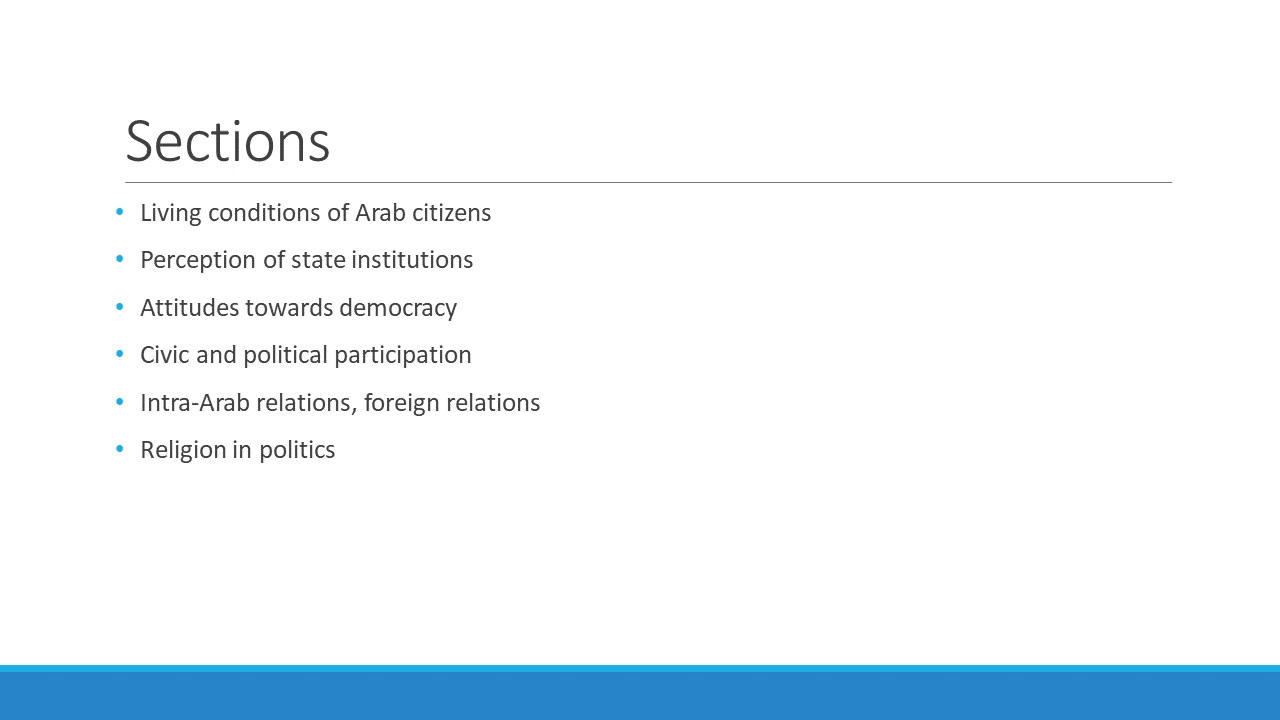 Sections
• Living conditions of Arab citizens
• Perception of state institutions
• Attitudes towards democracy
• Civic and political participation
• Intra-Arab relations, foreign relations
• Religion in politics